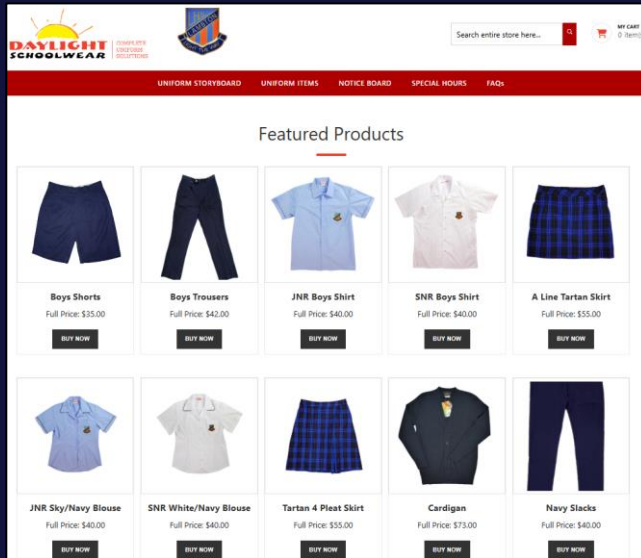 DAYLIGHT
SCHOOLWEAR
COMPLETE
UNIFORM
SOLUTIONS
Search entire store here...
MY CART
0 item(
UNIFORM STORYBOARD UNIFORM ITEMS NOTICE BOARD SPECIAL HOURS FAQs
Featured Products
Boys Shorts
Full Price: $35.00
BUY NOW
Boys Trousers
Full Price: $42.00
BUY NOW
JNR Boys Shirt
Full Price: $40.00
BUY NOW
SNR Boys Shirt
Full Price: $40.00
BUY NOW
A Line Tartan Skirt
Full Price: $55.00
BUY NOW
JNR Sky/Navy Blouse
Full Price: $40.00
BUY NOW
SNR White/Navy Blouse
Full Price: $40.00
BUY NOW
Tartan 4 Pleat Skirt
Full Price: $55.00
BUY NOW
Cardigan
Full Price: $73.00
BUY NOW
Navy Slacks
Full Price: $40.00
BUY NOW